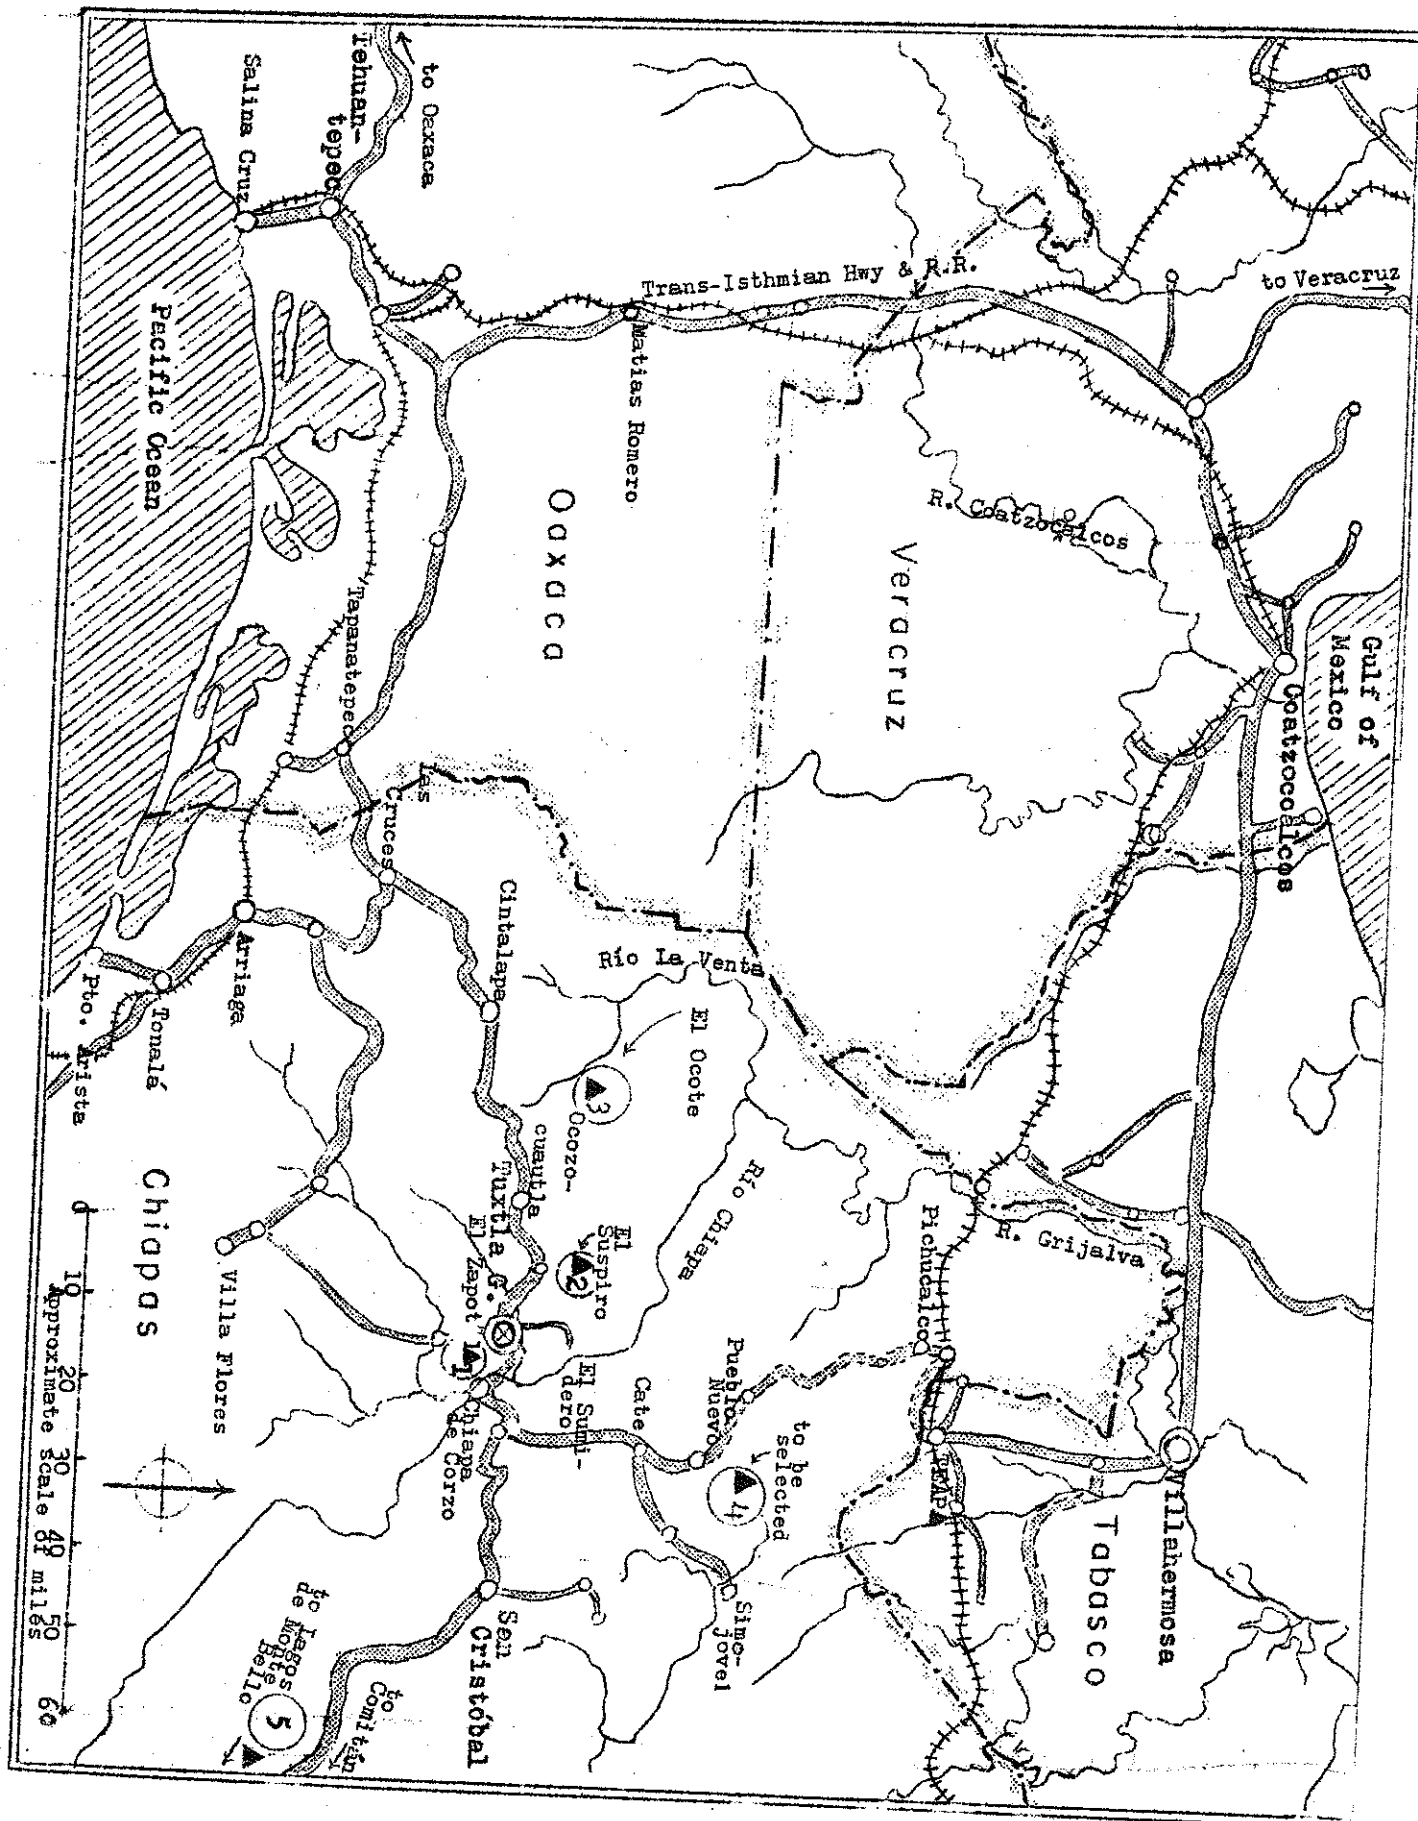 Gulf of
Mexico
to Veracruz
Coatzocoalcos
Villahermosa
Tabasco
R. Grijalva
TEAP
Pichucalco
R. Coatzocalcos
Veracruz
Trans-Isthmian Hwy & R.R.
Matias Romero
Oaxaca
Río La Venta
Río Chiapa
El Ocote
3
Ocozo-
cuautla
El
Suspiro
2
Pueblo
Nuevo
to be
selected
4
Simo-
jovel
Cate
El Sumi-
dero
Tuxtla G.
El
Zapot
1
Chiapa
de Corzo
San
Cristóbal
to
Comitán
to Lagos
de Monte
Bello
5
Cintalapa
Las
Cruces
Tapanatepec
to Oaxaca
Tehuan-
tepec
Salina Cruz
Pacific Ocean
Arriaga
Tonalá
Pto. Arista
Villa Flores
Chiapas
0 10 20 30 40 50 60
Approximate scale of miles